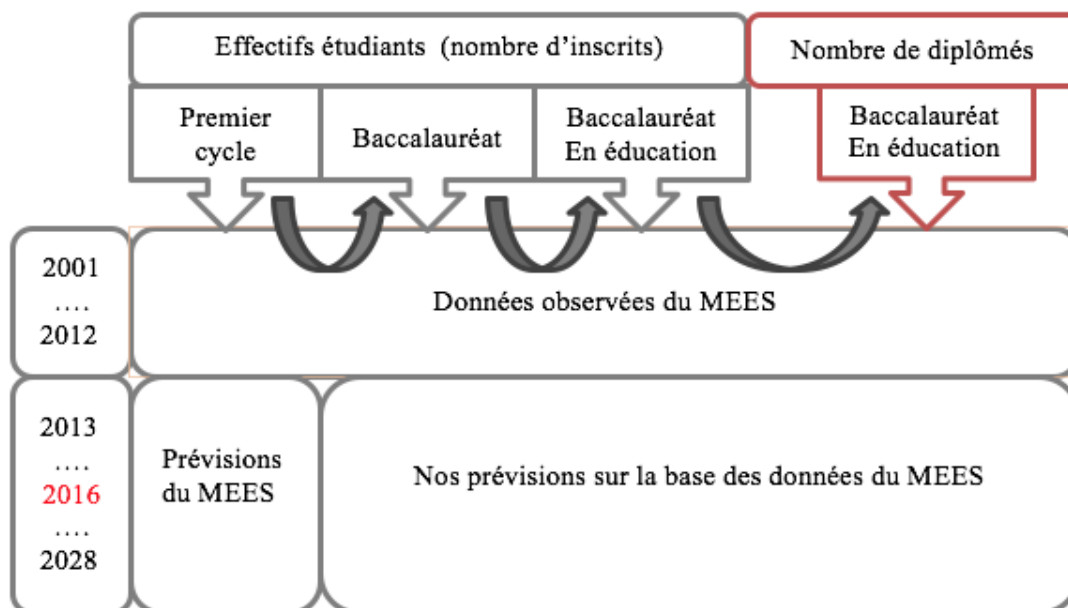 Effectifs étudiants (nombre d'inscrits)
Nombre de diplômés
Premier
cycle
Baccalauréat
Baccalauréat
En éducation
Baccalauréat
En éducation
2001
....
2012
Données observées du MEES
2013
....
2016
....
2028
Prévisions
du MEES
Nos prévisions sur la base des données du MEES